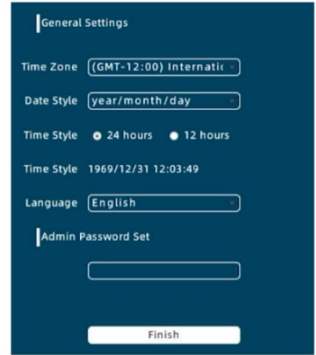 General Settings
Time Zone (GMT-12:00) Internatic
Date Style year/month/day
Time Style 24 hours 12 hours
Time Style 1969/12/31 12:03:49
Language English
Admin Password Set
Finish